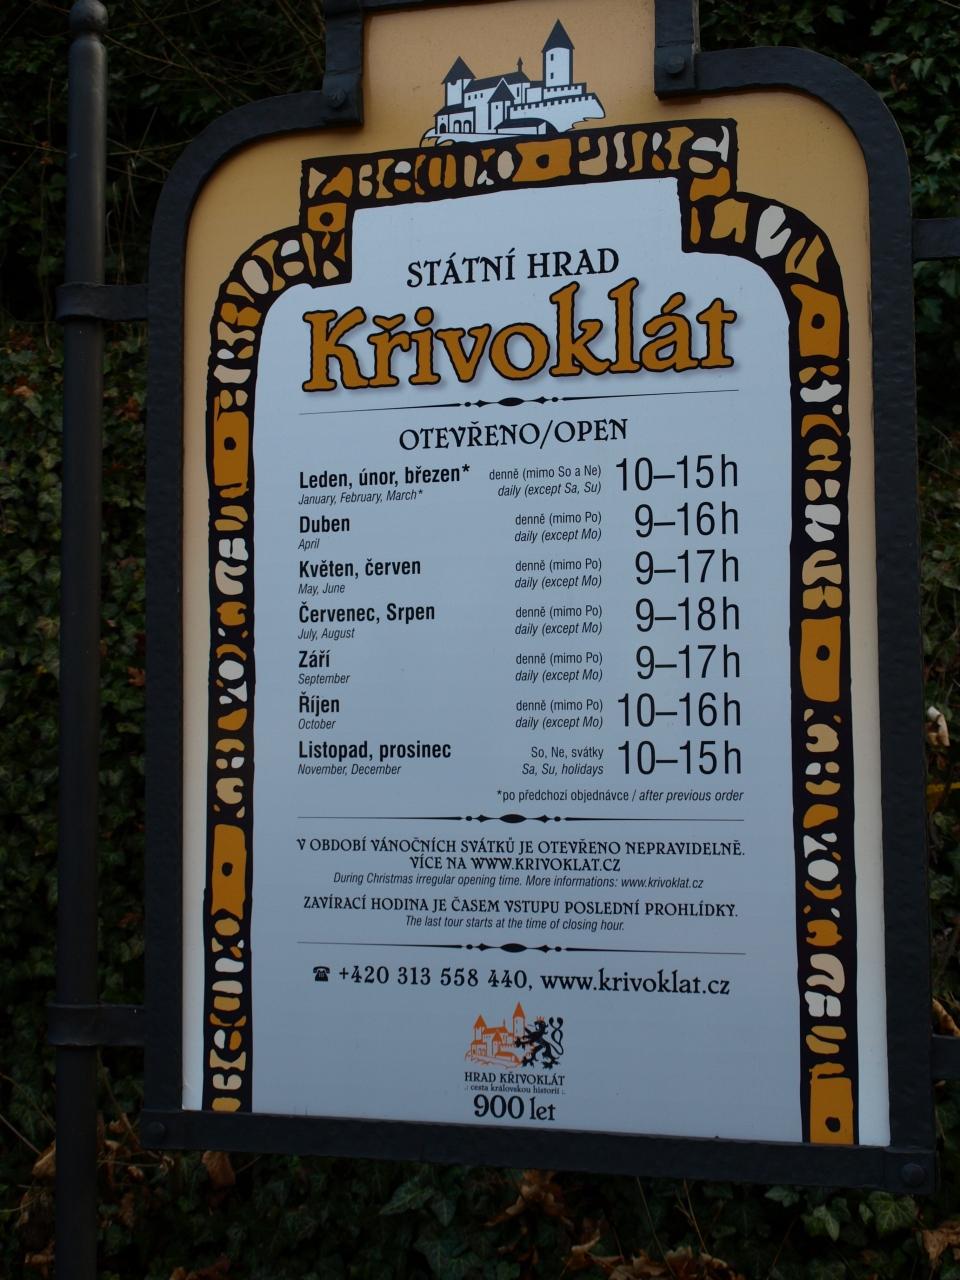 STÁTNÍ HRAD
Křivoklát
OTEVŘENO/OPEN
Leden, únor, březen* denně (mimo So a Ne) 10–15h
January, February, March* daily (except Sa, Su)
Duben denně (mimo Po) 9–16h
April daily (except Mo)
Květen, červen denně (mimo Po) 9–17h
May, June daily (except Mo)
Červenec, Srpen denně (mimo Po) 9–18h
July, August daily (except Mo)
Září denně (mimo Po) 9–17h
September daily (except Mo)
Říjen denně (mimo Po) 10–16h
October daily (except Mo)
Listopad, prosinec So, Ne, svátky 10–15h
November, December Sa, Su, holidays
*po předchozí objednávce / after previous order
V OBDOBÍ VÁNOČNÍCH SVÁTKŮ JE OTEVŘENO NEPRAVIDELNĚ.
VÍCE NA WWW.KRIVOKLAT.CZ
During Christmas irregular opening time. More informations: www.krivoklat.cz
ZAVÍRACÍ HODINA JE ČASEM VSTUPU POSLEDNÍ PROHLÍDKY.
The last tour starts at the time of closing hour.
☎ +420 313 558 440, www.krivoklat.cz
HRAD KŘIVOKLÁT
.: cesta královskou historií :.
900 let